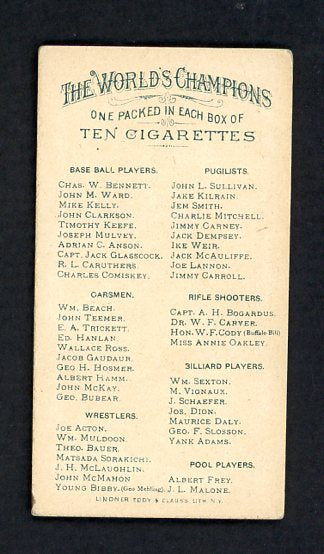 THE WORLD'S CHAMPIONS
ONE PACKED IN EACH BOX OF
TEN CIGARETTES
BASE BALL PLAYERS.
CHAS. W. BENNETT.
JOHN M. WARD.
MIKE KELLY.
JOHN CLARKSON.
TIMOTHY KEEFE.
JOSEPH MULVEY.
ADRIAN C. ANSON.
CAPT. JACK GLASSCOCK.
R. L. CARUTHERS.
CHARLES COMISKEY.
OARSMEN.
WM. BEACH.
JOHN TEEMER.
E. A. TRICKETT.
ED. HANLAN.
WALLACE ROSS.
JACOB GAUDAUR.
GEO H. HOSMER.
ALBERT HAMM.
JOHN MCKAY.
GEO. BUBEAR.
WRESTLERS.
JOE ACTON.
WM. MULDOON.
THEO. BAUER.
MATSADA SORAKICHI.
J. H. MCLAUGHLIN.
JOHN MCMAHON
YOUNG BIBBY. (Geo Mehling.)
PUGILISTS.
JOHN L. SULLIVAN.
JAKE KILRAIN
JEM SMITH.
CHARLIE MITCHELL.
JIMMY CARNEY.
JACK DEMPSEY.
IKE WEIR.
JACK MCAULIFFE.
JOE LANNON.
JIMMY CARROLL.
RIFLE SHOOTERS.
CAPT. A. H. BOGARDUS.
DR. W. F. CARVER.
HON. W. F. CODY (Buffalo Bill)
MISS ANNIE OAKLEY.
BILLIARD PLAYERS.
WM. SEXTON.
M. VIGNAUX.
J. SCHAEFER.
JOS. DION.
MAURICE DALY.
GEO. F. SLOSSON.
YANK ADAMS.
POOL PLAYERS.
ALBERT FREY.
J. L. MALONE.
LINDNER, EDDY & CLAUSS, LITH. N.Y.